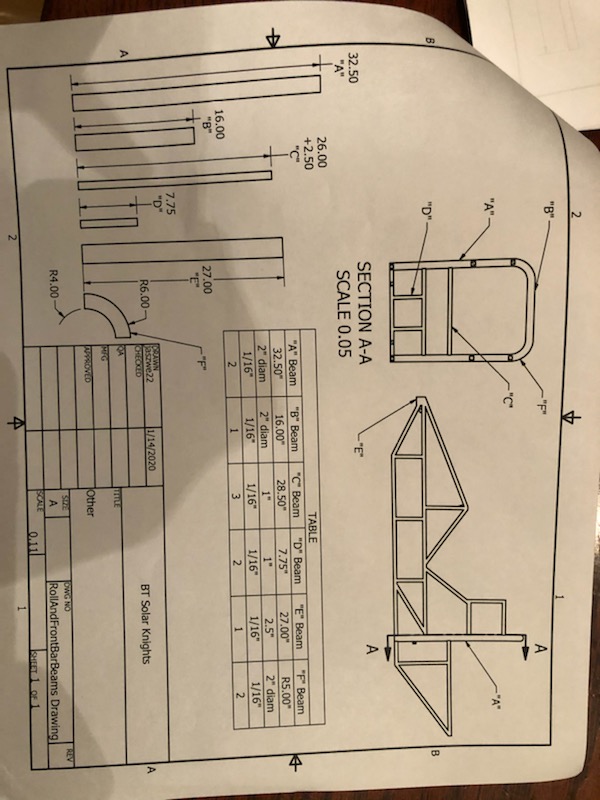 2
1
"B"
"F"
A
"C"
"A"
"A"
"D"
B
B
"E"
A
SECTION A-A
SCALE 0.05
32.50
"A"
26.00
+2.50
"C"
16.00
"B"
7.75
"D"
27.00
"E"
"F"
R6.00
R4.00
TABLE
"A" Beam "B" Beam "C" Beam "D" Beam "E" Beam "F" Beam
32.50" 16.00" 28.50" 7.75" 27.00" R5.00"
2" diam 2" diam 1" 1" 2.5" 2" diam
1/16" 1/16" 1/16" 1/16" 1/16" 1/16"
2 1 3 2 1 2
A
A
DRAWN
jaszwe22 1/14/2020
CHECKED
QA
MFG
APPROVED
BT Solar Knights
TITLE
Other
SIZE
A
DWG NO
RollAndFrontBarBeams Drawing
REV
SCALE
0.11
SHEET 1 OF 1
2
1